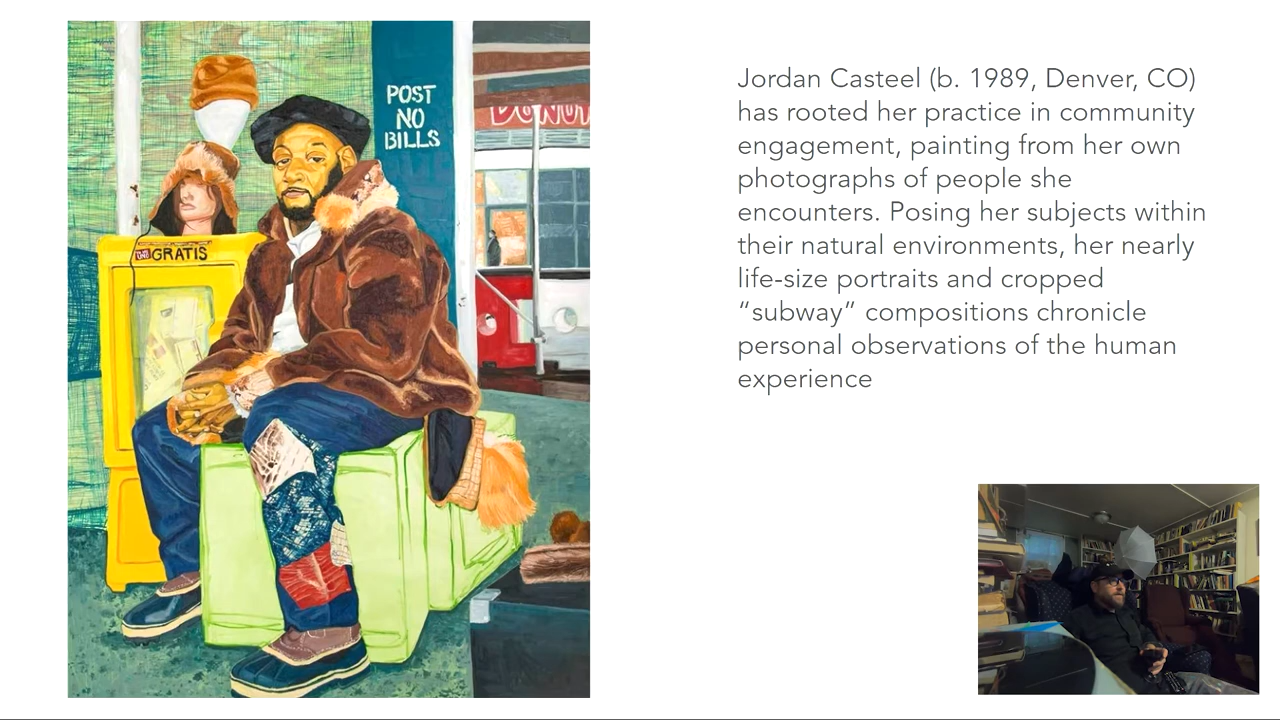 POST
NO
BILLS
DONUT
UNO GRATIS
Jordan Casteel (b. 1989, Denver, CO)
has rooted her practice in community
engagement, painting from her own
photographs of people she
encounters. Posing her subjects within
their natural environments, her nearly
life-size portraits and cropped
“subway” compositions chronicle
personal observations of the human
experience